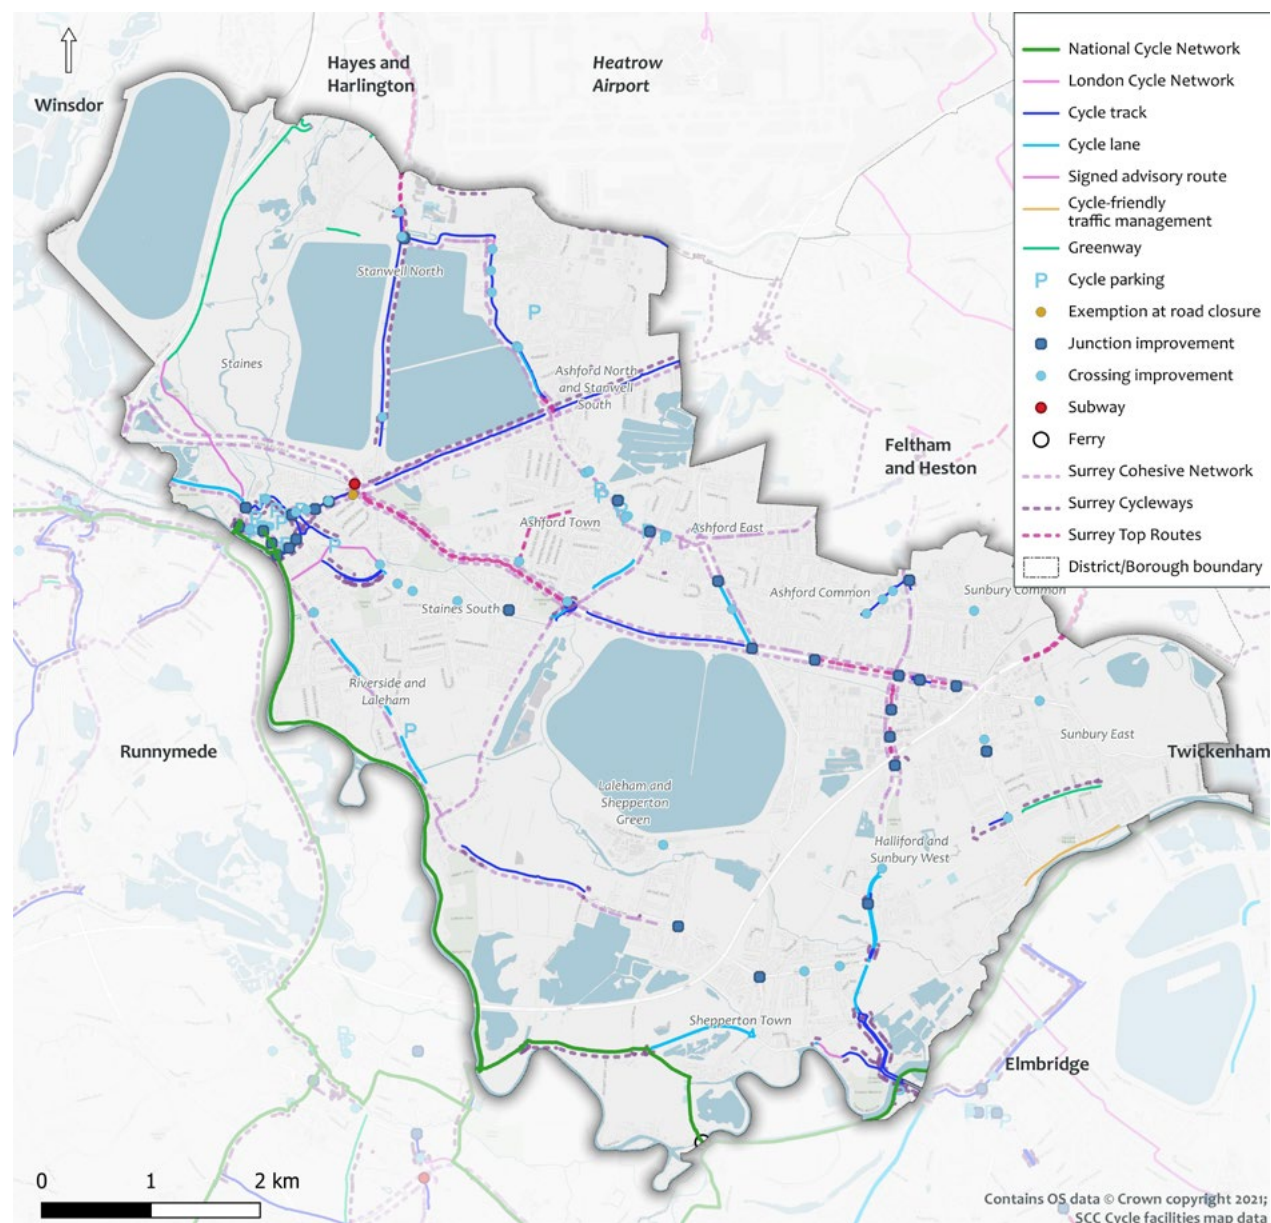 Hayes and
Harlington
Heatrow
Airport
Winsdor
National Cycle Network
London Cycle Network
Cycle track
Cycle lane
Signed advisory route
Cycle-friendly
traffic management
Greenway
P Cycle parking
Exemption at road closure
Junction improvement
Crossing improvement
Subway
Ferry
Surrey Cohesive Network
Surrey Cycleways
Surrey Top Routes
District/Borough boundary
Stanwell North
P
Staines
Ashford North
and Stanwell
South
Feltham
and Heston
Ashford Town
Ashford East
P
P
P
Staines South
Ashford Common
Sunbury Common
Riverside and
Laleham
P
Runnymede
Sunbury East
Twickenham
Laleham and
Shepperton
Green
Halliford and
Sunbury West
Shepperton Town
Elmbridge
0 1 2 km
Contains OS data © Crown copyright 2021;
SCC Cycle facilities map data